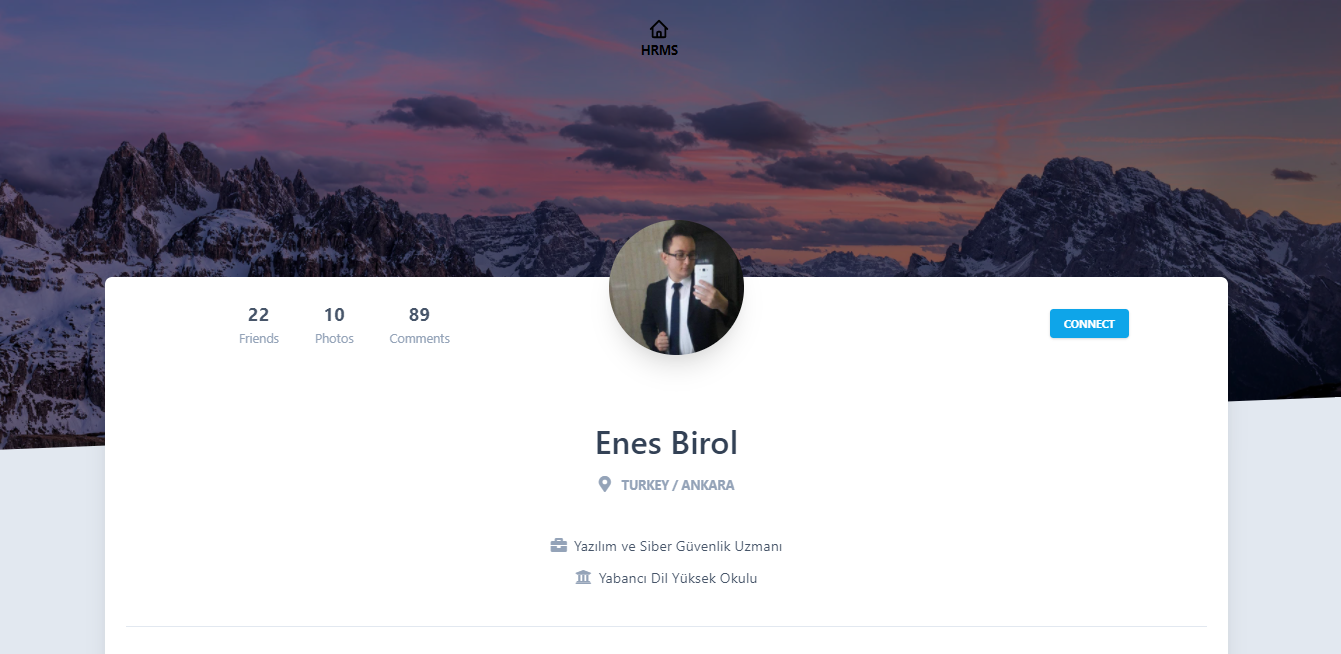 HRMS
22 10 89
Friends Photos Comments
CONNECT
Enes Birol
TURKEY / ANKARA
Yazılım ve Siber Güvenlik Uzmanı
Yabancı Dil Yüksek Okulu